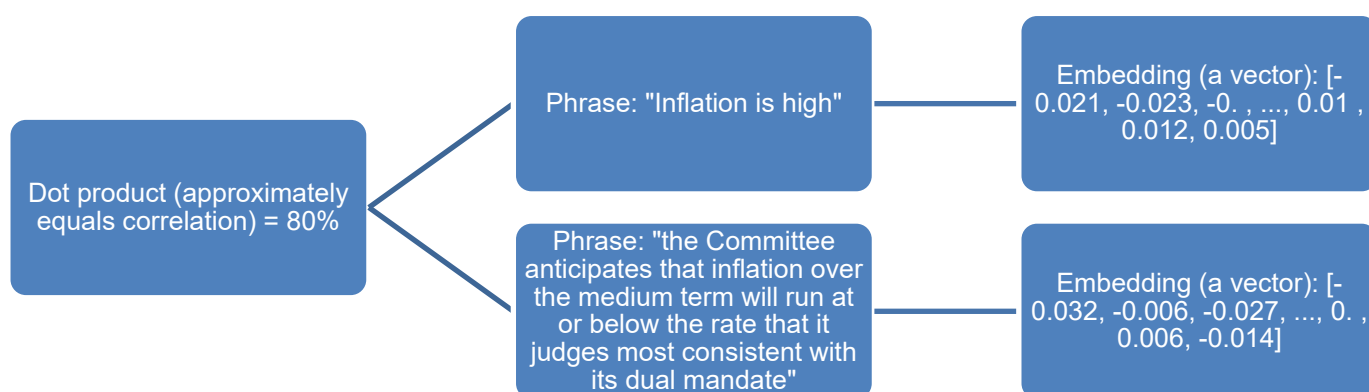 Dot product (approximately
equals correlation) = 80%
Phrase: "Inflation is high"
Embedding (a vector): [-
0.021, -0.023, -0. , ..., 0.01 ,
0.012, 0.005]
Phrase: "the Committee
anticipates that inflation over
the medium term will run at
or below the rate that it
judges most consistent with
its dual mandate"
Embedding (a vector): [-
0.032, -0.006, -0.027, ..., 0. ,
0.006, -0.014]